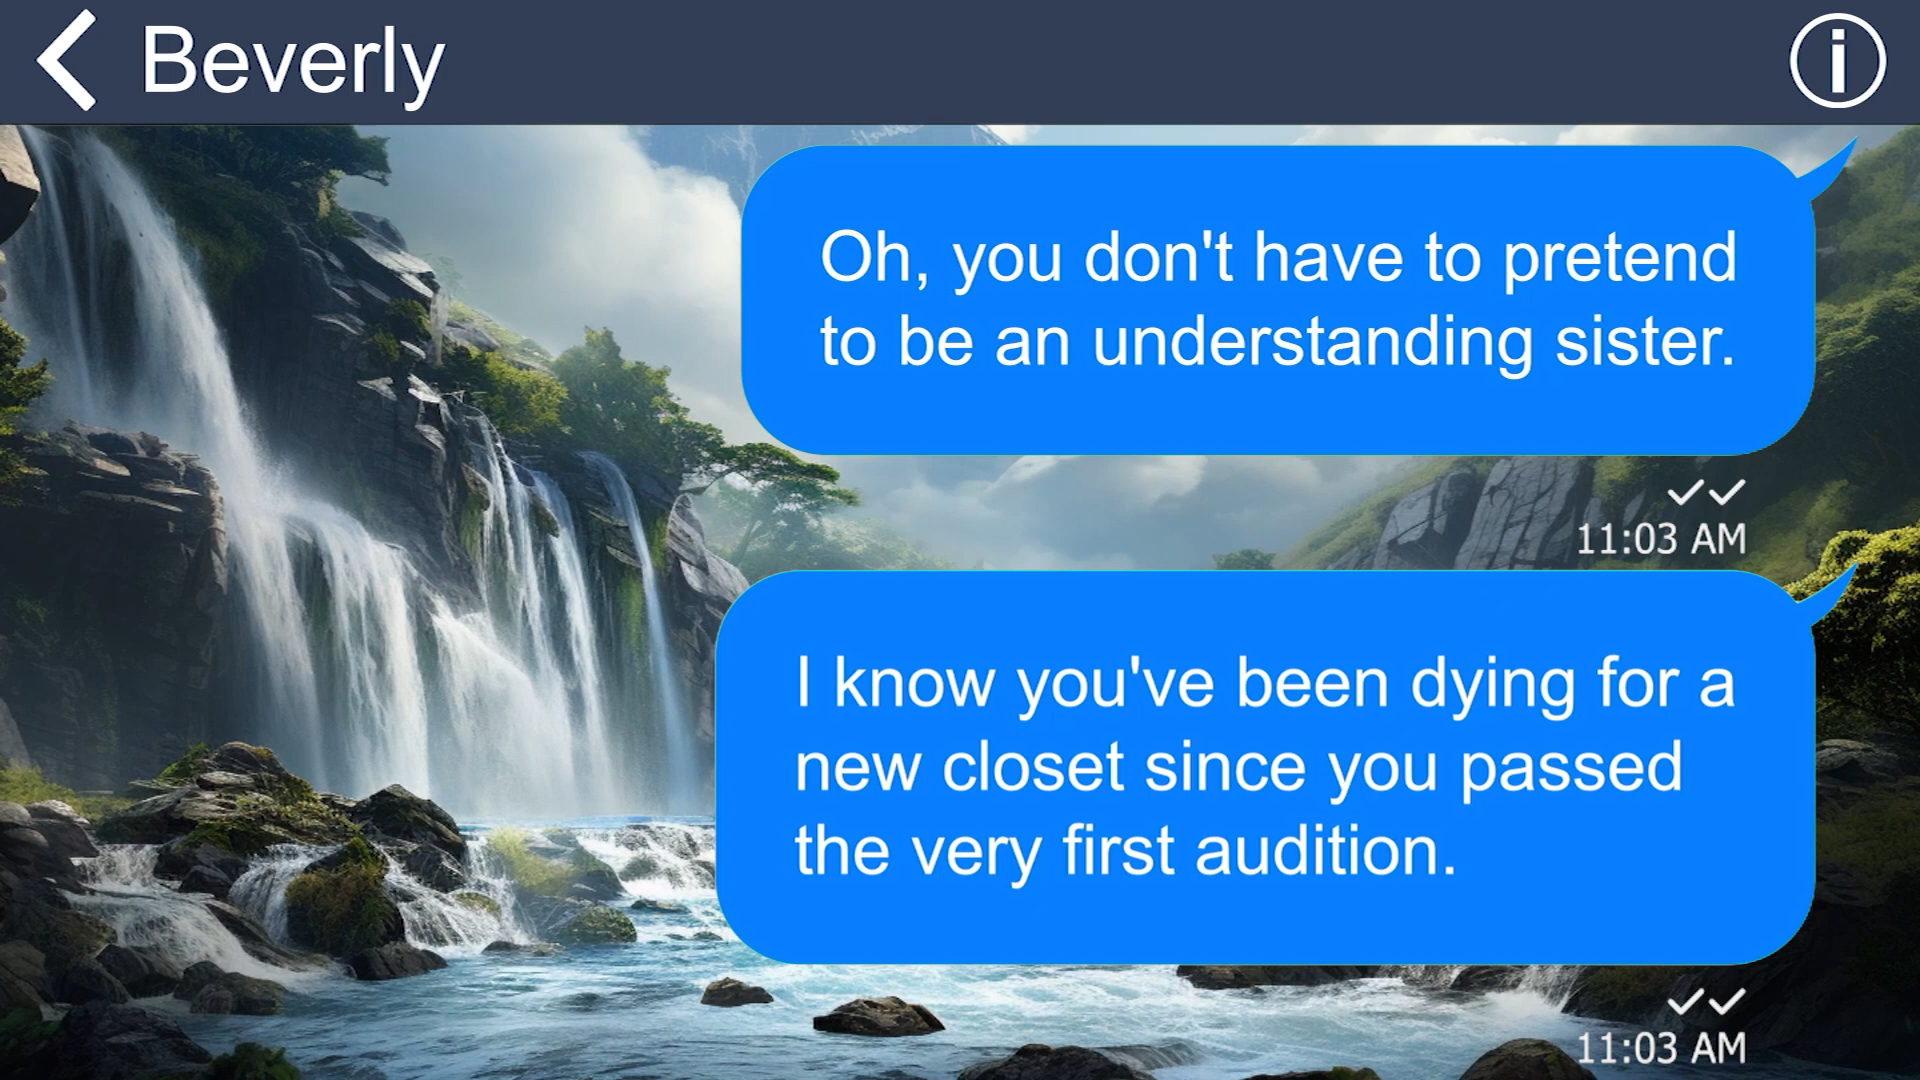 Beverly
Oh, you don't have to pretend
to be an understanding sister.
11:03 AM
I know you've been dying for a
new closet since you passed
the very first audition.
11:03 AM